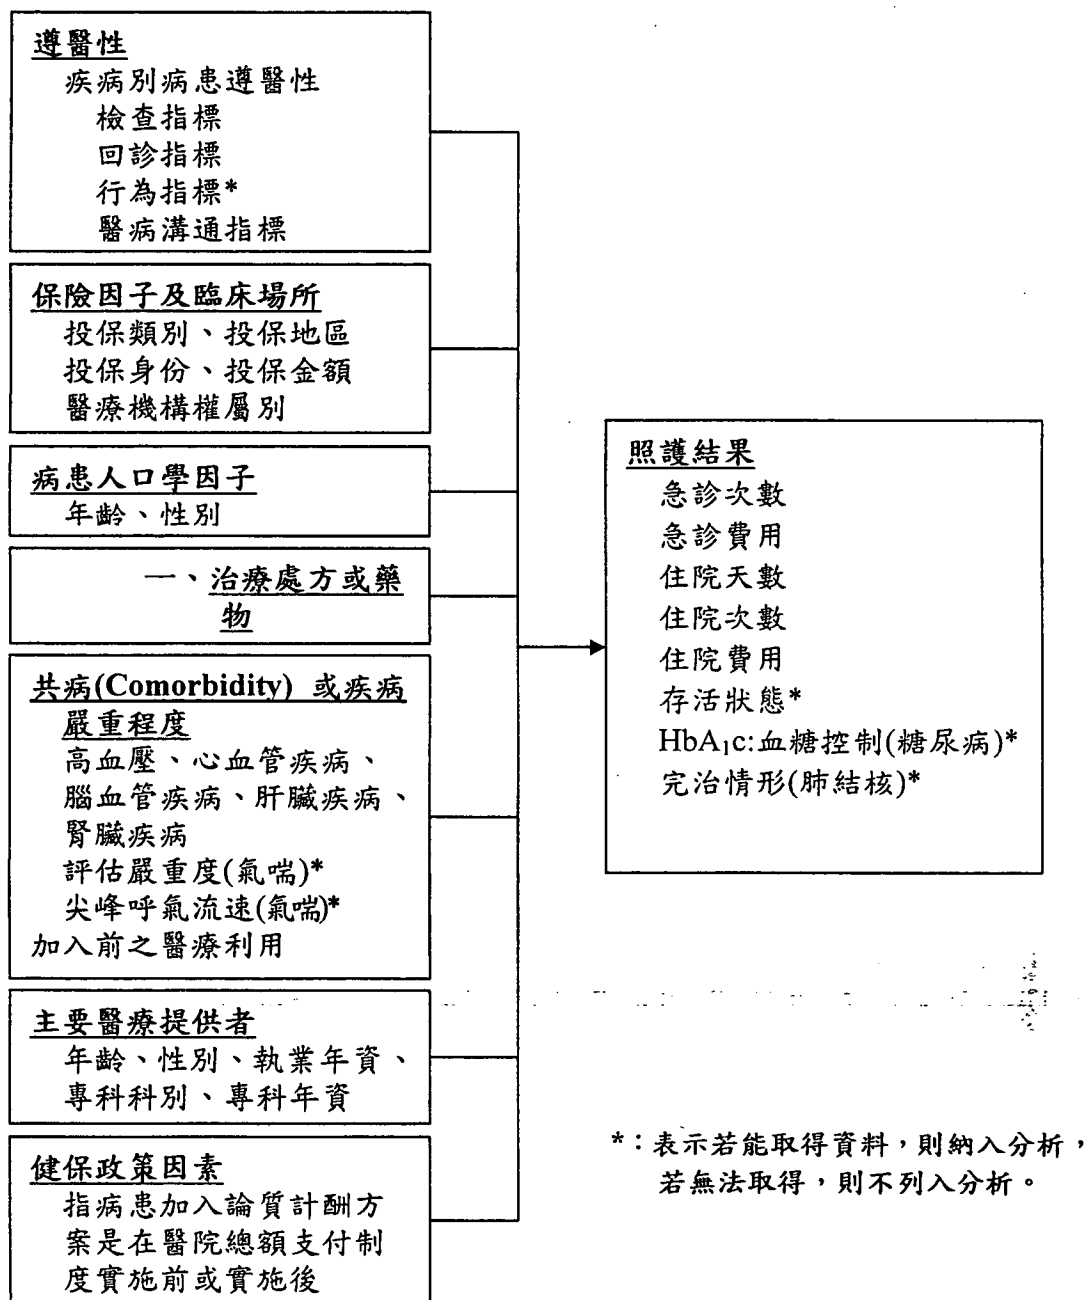 遵醫性
疾病別病患遵醫性
檢查指標
回診指標
行為指標*
醫病溝通指標
保險因子及臨床場所
投保類別、投保地區
投保身份、投保金額
醫療機構權屬別
病患人口學因子
年齡、性別
一、治療處方或藥
物
共病(Comorbidity) 或疾病
嚴重程度
高血壓、心血管疾病、
腦血管疾病、肝臟疾病、
腎臟疾病
評估嚴重度(氣喘)*
尖峰呼氣流速(氣喘)*
加入前之醫療利用
主要醫療提供者
年齡、性別、執業年資、
專科科別、專科年資
健保政策因素
指病患加入論質計酬方
案是在醫院總額支付制
度實施前或實施後
照護結果
急診次數
急診費用
住院天數
住院次數
住院費用
存活狀態*
HbA₁c:血糖控制(糖尿病)*
完治情形(肺結核)*
*：表示若能取得資料，則納入分析，
若無法取得，則不列入分析。